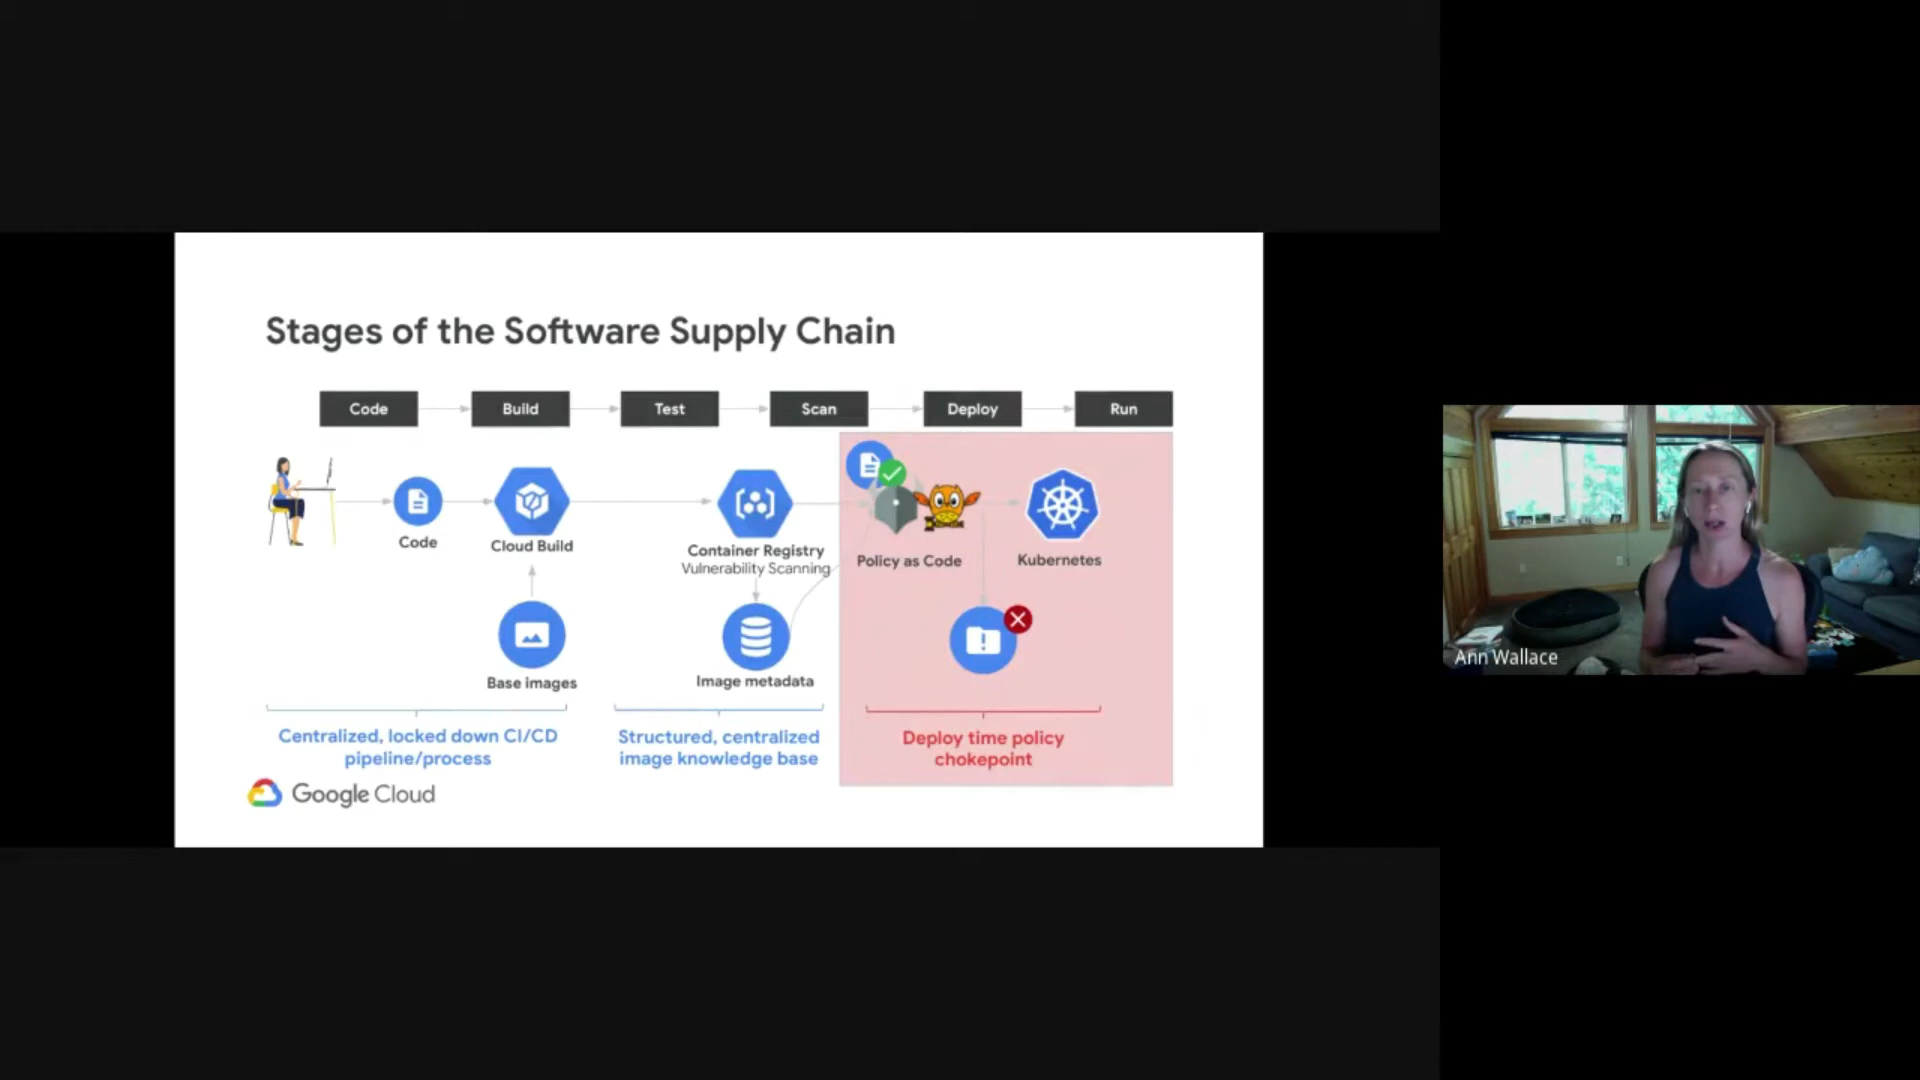 Stages of the Software Supply Chain
Code
Build
Test
Scan
Deploy
Run
Code
Cloud Build
Container Registry
Vulnerability Scanning
Policy as Code
Kubernetes
Base images
Image metadata
Centralized, locked down CI/CD
pipeline/process
Structured, centralized
image knowledge base
Deploy time policy
chokepoint
Google Cloud
Ann Wallace